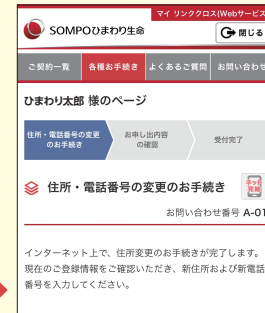 マイ リンククロス(Webサービス
SOMPOひまわり生命
閉じる
ご契約一覧 各種お手続き よくあるご質問 お問い合わせ
ひまわり太郎 様のページ
住所・電話番号の変更
のお手続き
お申し出内容
の確認
受付完了
住所・電話番号の変更のお手続き
ネット
完結
お問い合わせ番号 A-01
インターネット上で、住所変更のお手続きが完了します。
現在のご登録情報をご確認いただき、新住所および新電話
番号を入力してください。